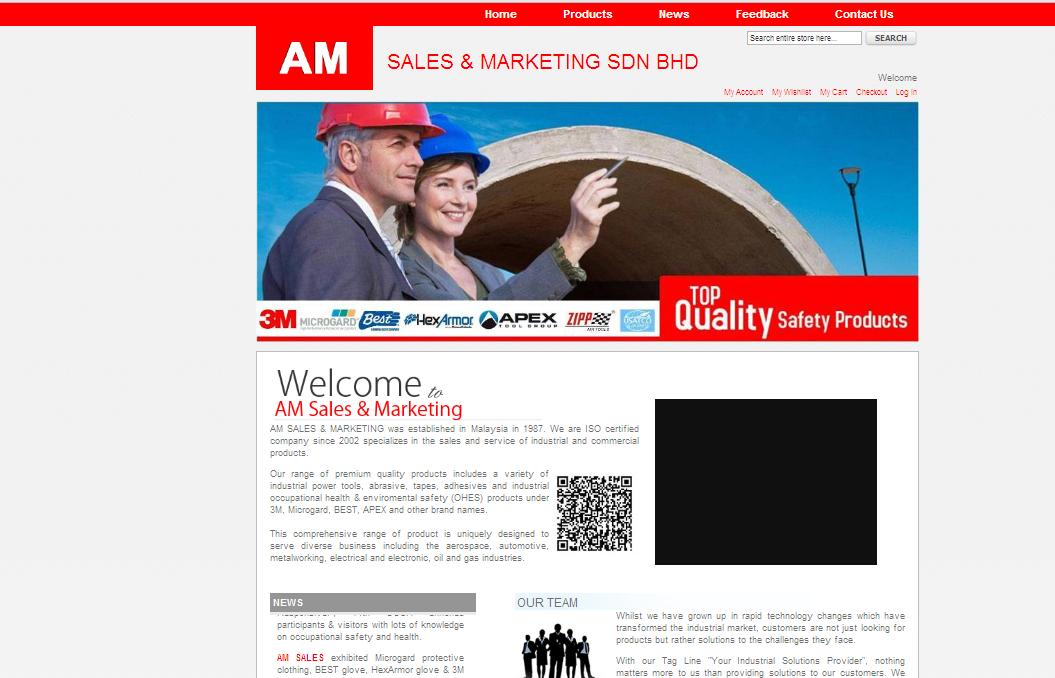 Home Products News Feedback Contact Us
Search entire store here...
SEARCH
AM
SALES & MARKETING SDN BHD
Welcome
My Account My Wishlist My Cart Checkout Log In
3M MICROGARD Best HexArmor APEX TOOL GROUP ZIPP AIR TOOLS
TOP
Quality Safety Products
Welcome to
AM Sales & Marketing
AM SALES & MARKETING was established in Malaysia in 1987. We are ISO certified
company since 2002 specializes in the sales and service of industrial and commercial
products.
Our range of premium quality products includes a variety of
industrial power tools, abrasive, tapes, adhesives and industrial
occupational health & enviromental safety (OHES) products under
3M, Microgard, BEST, APEX and other brand names.
This comprehensive range of product is uniquely designed to
serve diverse business including the aerospace, automotive,
metalworking, electrical and electronic, oil and gas industries.
NEWS
participants & visitors with lots of knowledge
on occupational safety and health.
AM SALES exhibited Microgard protective
clothing, BEST glove, HexArmor glove & 3M
OUR TEAM
Whilst we have grown up in rapid technology changes which have
transformed the industrial market, customers are not just looking for
products but rather solutions to the challenges they face.
With our Tag Line "Your Industrial Solutions Provider", nothing
matters more to us than providing solutions to our customers. We